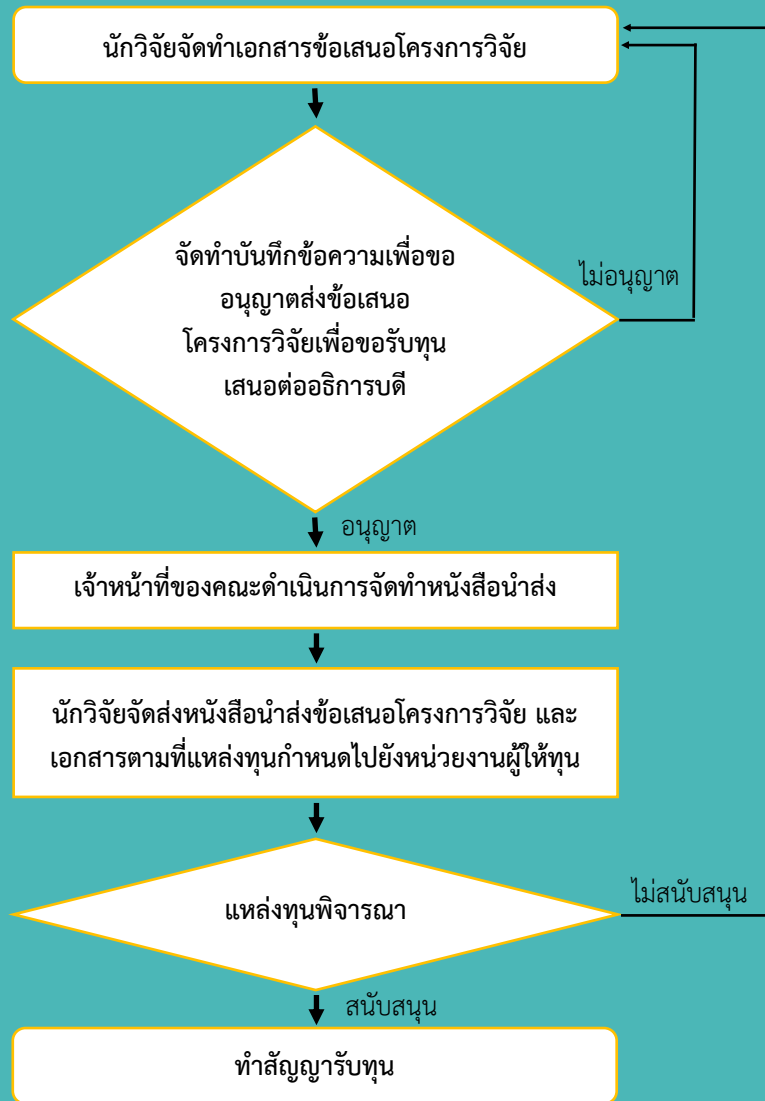 นักวิจัยจัดทำเอกสารข้อเสนอโครงการวิจัย
จัดทำบันทึกข้อความเพื่อขอ
อนุญาตส่งข้อเสนอ
โครงการวิจัยเพื่อขอรับทุน
เสนอต่ออธิการบดี
ไม่อนุญาต
อนุญาต
เจ้าหน้าที่ของคณะดำเนินการจัดทำหนังสือนำส่ง
นักวิจัยจัดส่งหนังสือนำส่งข้อเสนอโครงการวิจัย และ
เอกสารตามที่แหล่งทุนกำหนดไปยังหน่วยงานผู้ให้ทุน
แหล่งทุนพิจารณา
ไม่สนับสนุน
สนับสนุน
ทำสัญญารับทุน